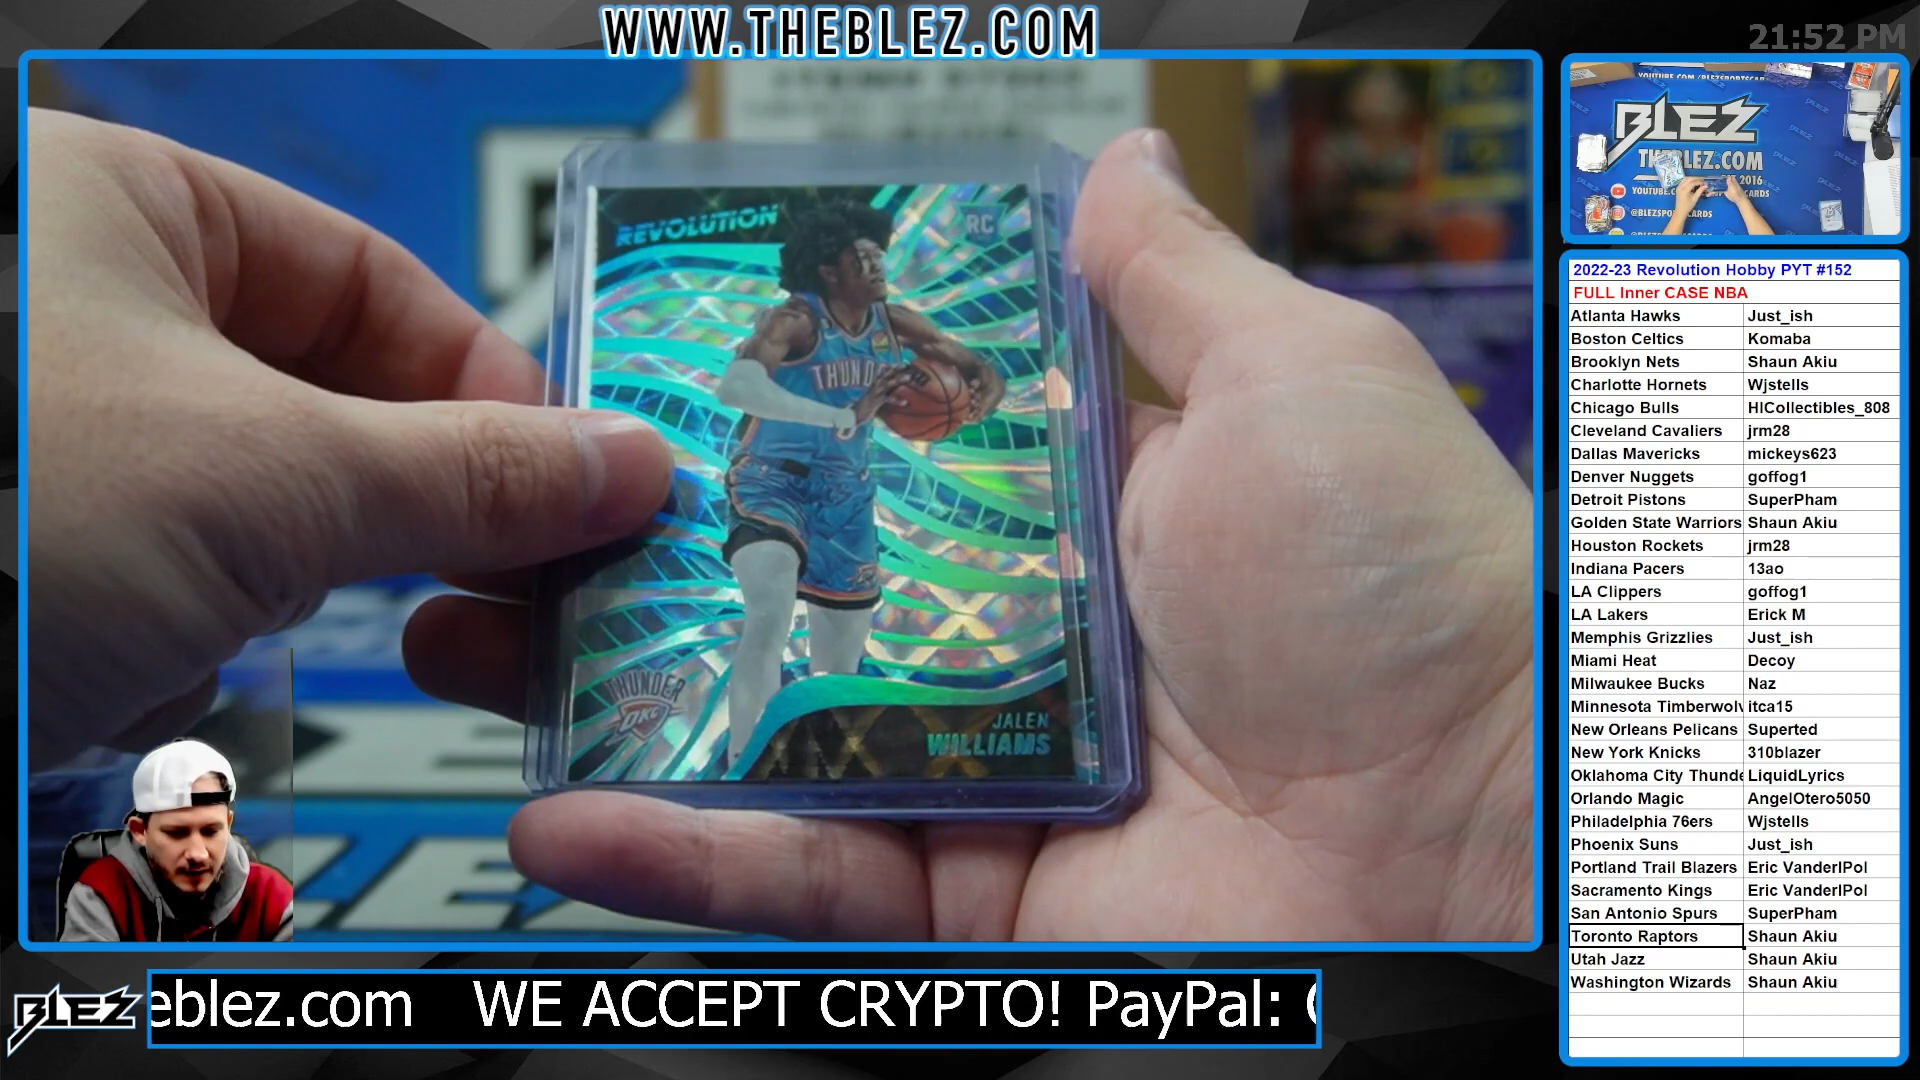 WWW.THEBLEZ.COM
21:52 PM
REVOLUTION
RC
THUNDER
OKC
JALEN
WILLIAMS
YOUTUBE.COM/BLEZSPORTSCAR
BLEZ
THEBLEZ.COM
2016
2022-23 Revolution Hobby PYT #152
FULL Inner CASE NBA
Atlanta Hawks Just_ish
Boston Celtics Komaba
Brooklyn Nets Shaun Akiu
Charlotte Hornets Wjstells
Chicago Bulls HICollectibles_808
Cleveland Cavaliers jrm28
Dallas Mavericks mickeys623
Denver Nuggets goffog1
Detroit Pistons SuperPham
Golden State Warriors Shaun Akiu
Houston Rockets jrm28
Indiana Pacers 13ao
LA Clippers goffog1
LA Lakers Erick M
Memphis Grizzlies Just_ish
Miami Heat Decoy
Milwaukee Bucks Naz
Minnesota Timberwolv itca15
New Orleans Pelicans Superted
New York Knicks 310blazer
Oklahoma City Thunde LiquidLyrics
Orlando Magic AngelOtero5050
Philadelphia 76ers Wjstells
Phoenix Suns Just_ish
Portland Trail Blazers Eric VanderlPol
Sacramento Kings Eric VanderlPol
San Antonio Spurs SuperPham
Toronto Raptors Shaun Akiu
Utah Jazz Shaun Akiu
Washington Wizards Shaun Akiu
BLEZ
eblez.com WE ACCEPT CRYPTO! PayPal: